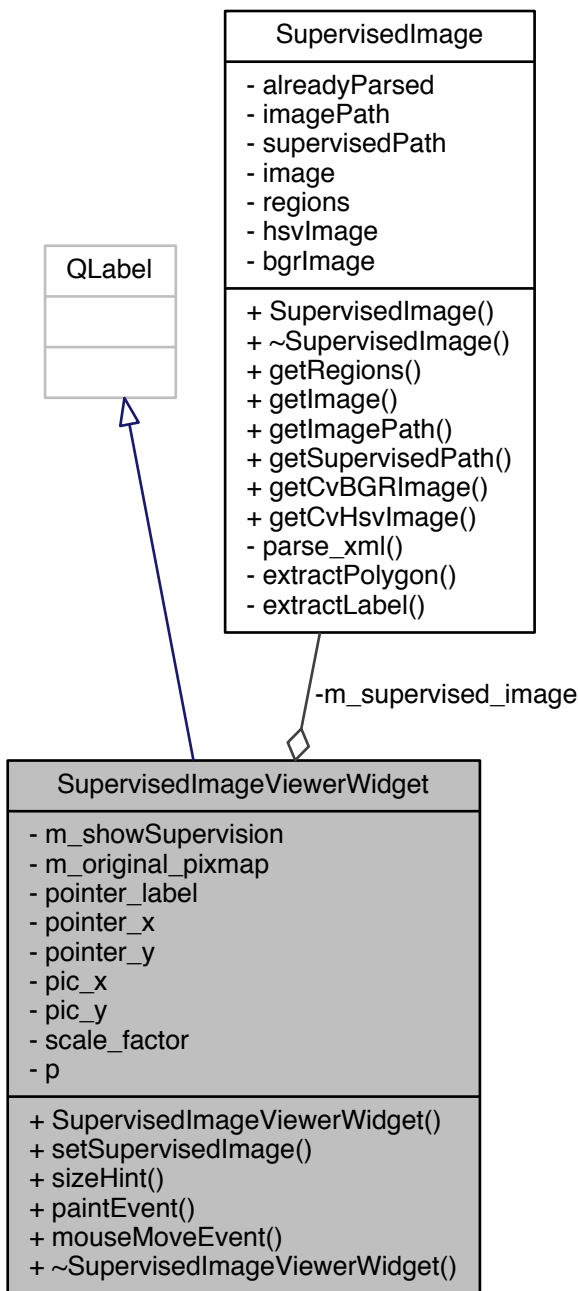 SupervisedImage
- alreadyParsed
- imagePath
- supervisedPath
- image
- regions
- hsvImage
- bgrImage
+ SupervisedImage()
+ ~SupervisedImage()
+ getRegions()
+ getImage()
+ getImagePath()
+ getSupervisedPath()
+ getCvBGRImage()
+ getCvHsvImage()
- parse_xml()
- extractPolygon()
- extractLabel()
QLabel
-m_supervised_image
SupervisedImageViewerWidget
- m_showSupervision
- m_original_pixmap
- pointer_label
- pointer_x
- pointer_y
- pic_x
- pic_y
- scale_factor
- p
+ SupervisedImageViewerWidget()
+ setSupervisedImage()
+ sizeHint()
+ paintEvent()
+ mouseMoveEvent()
+ ~SupervisedImageViewerWidget()